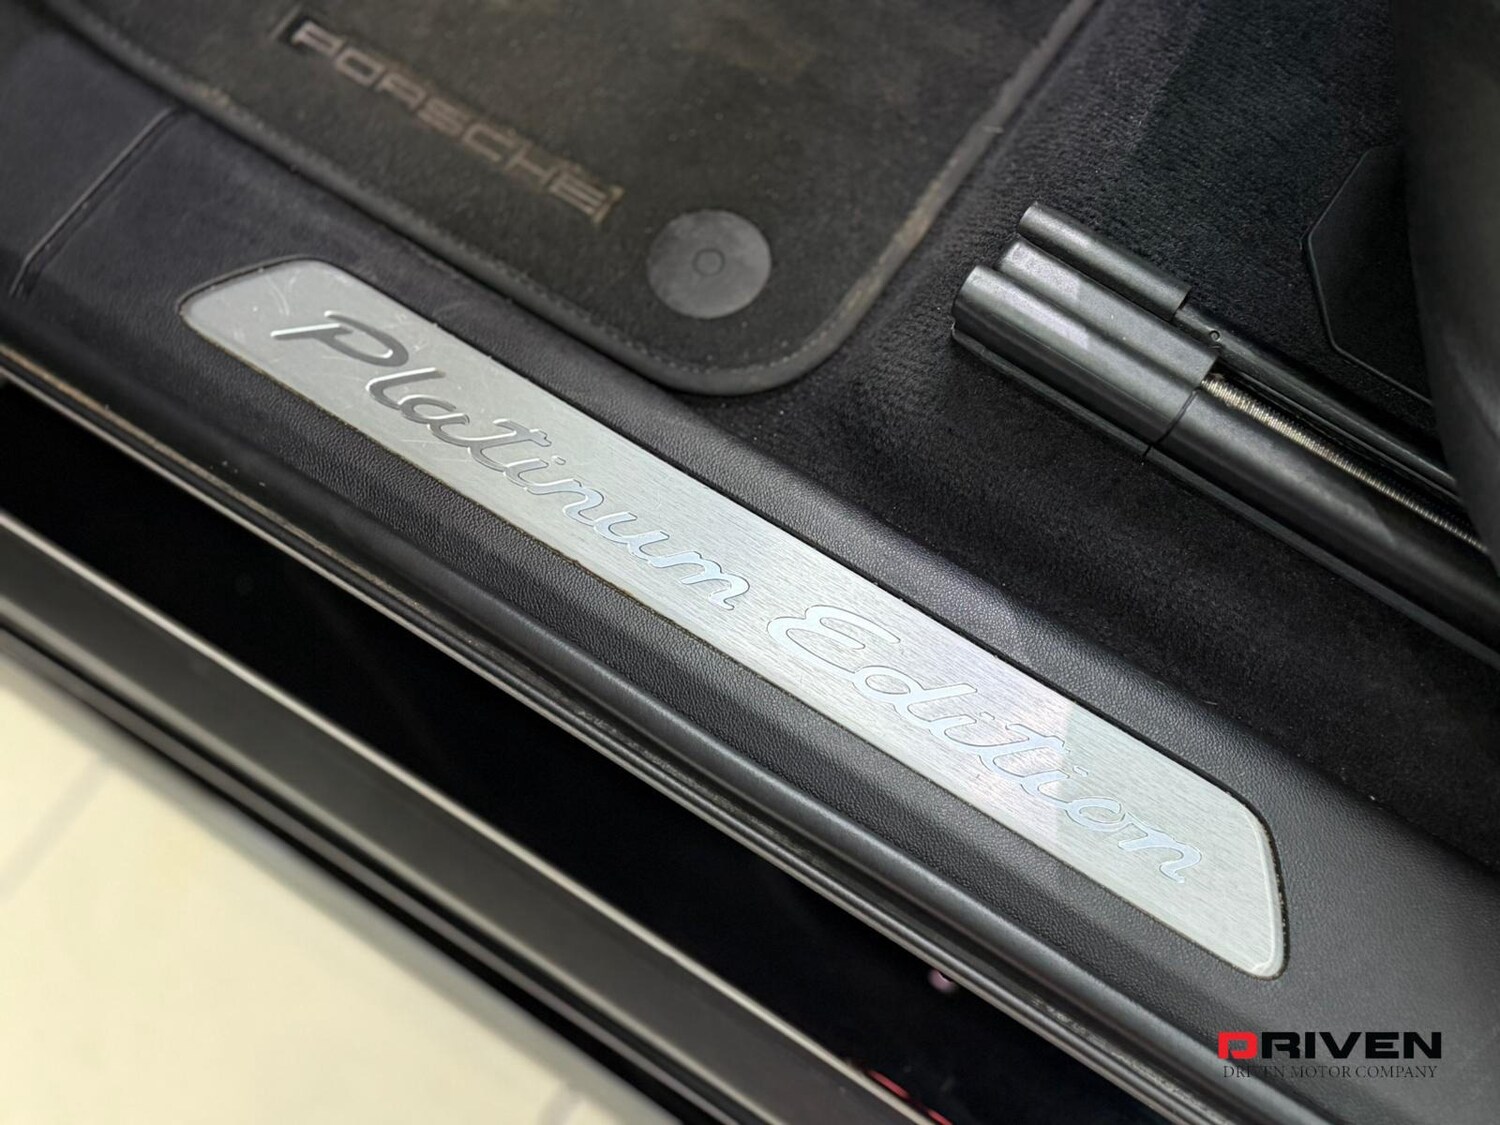 PORSCHE
Platinum Edition
DRIVEN
DRIVEN MOTOR COMPANY